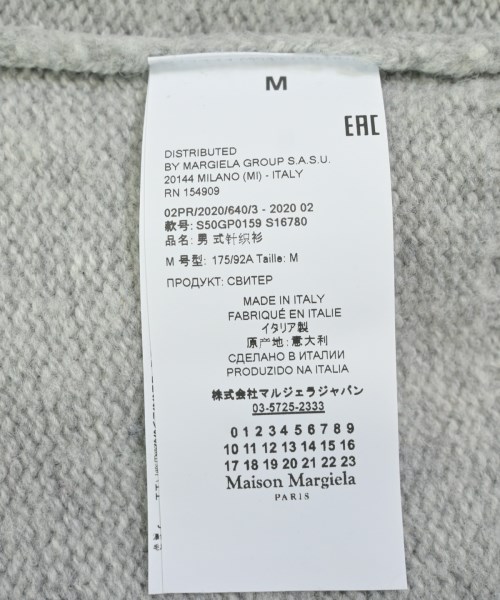 M
EAC
DISTRIBUTED
BY MARGIELA GROUP S.A.S.U.
20144 MILANO (MI) - ITALY
RN 154909
02PR/2020/640/3 - 2020 02
款号: S50GP0159 S16780
品名: 男 式针织衫
M 号型: 175/92A Taille: M
ПРОДУКТ: СВИТЕР
MADE IN ITALY
FABRIQUÉ EN ITALIE
イタリア製
原产地: 意大利
СДЕЛАНО В ИТАЛИИ
PRODUZIDO NA ITALIA
株式会社マルジェラジャパン
03-5725-2333
0 1 2 3 4 5 6 7 8 9
10 11 12 13 14 15 16
17 18 19 20 21 22 23
Maison Margiela
PARIS